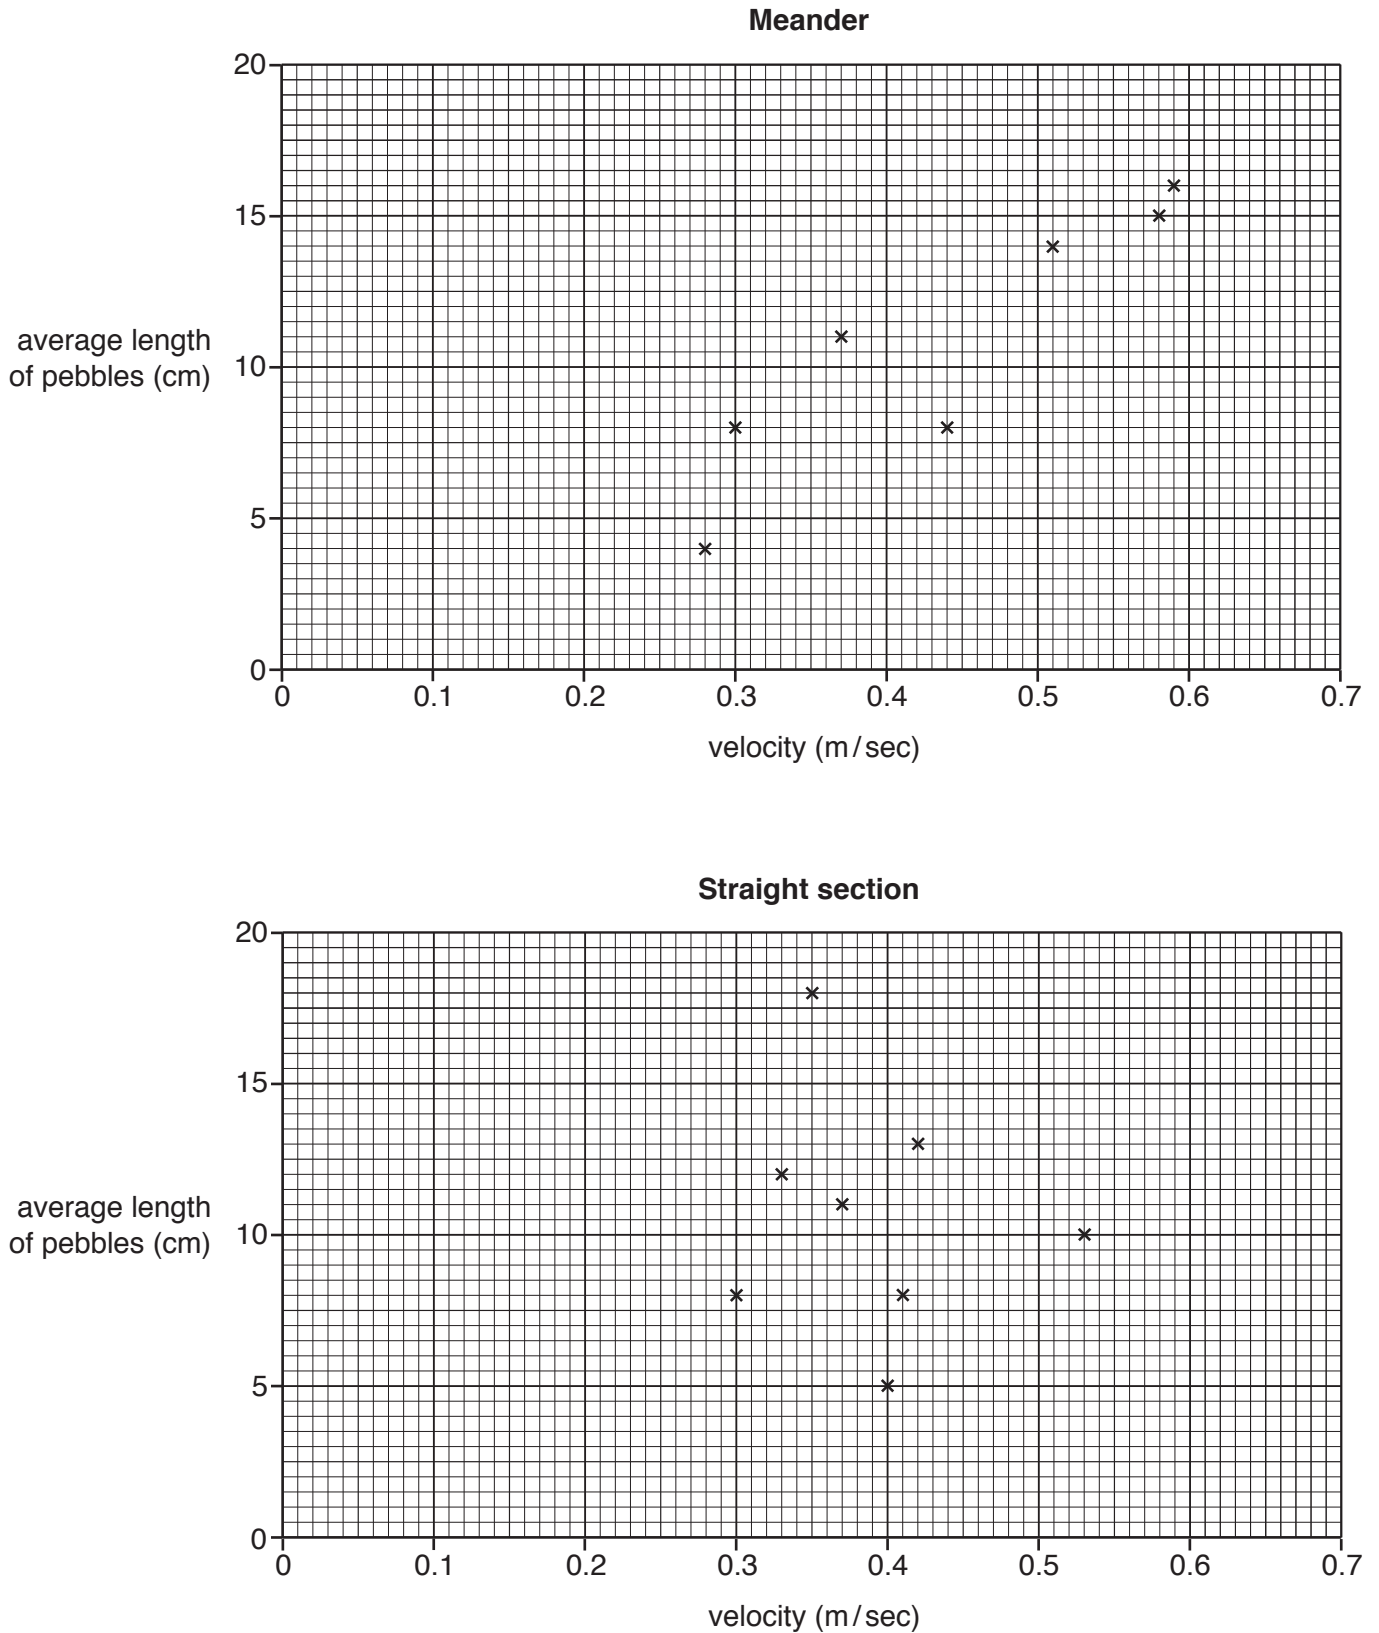 Meander
20
15
average length
of pebbles (cm)
10
5
0
0 0.1 0.2 0.3 0.4 0.5 0.6 0.7
velocity (m / sec)
Straight section
20
15
average length
of pebbles (cm)
10
5
0
0 0.1 0.2 0.3 0.4 0.5 0.6 0.7
velocity (m / sec)